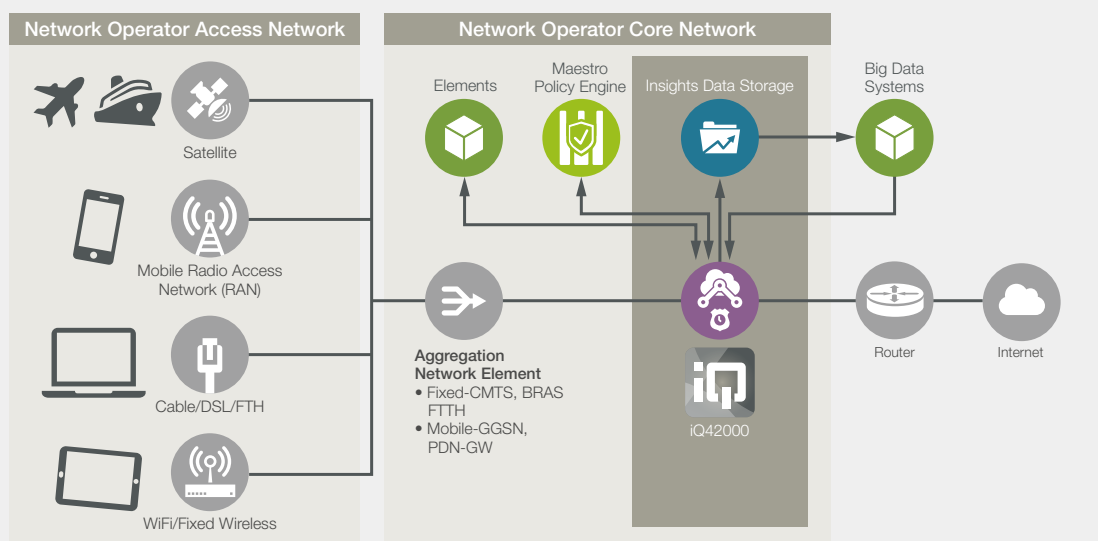 Network Operator Access Network
Network Operator Core Network
Satellite
Mobile Radio Access
Network (RAN)
Cable/DSL/FTH
WiFi/Fixed Wireless
Elements
Maestro
Policy Engine
Insights Data Storage
Big Data
Systems
Aggregation
Network Element
• Fixed-CMTS, BRAS
FTTH
• Mobile-GGSN,
PDN-GW
iQ
iQ42000
Router
Internet